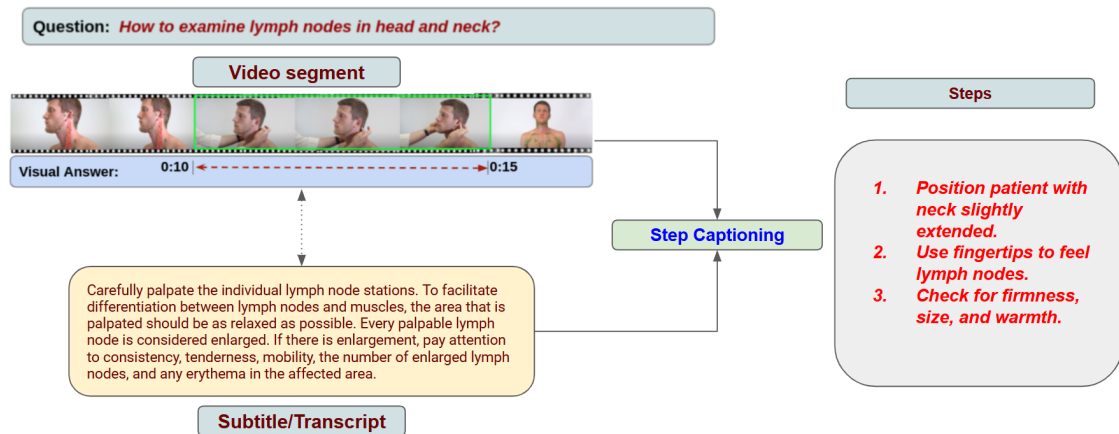 Question: How to examine lymph nodes in head and neck?
Video segment
Visual Answer: 0:10 0:15
Carefully palpate the individual lymph node stations. To facilitate
differentiation between lymph nodes and muscles, the area that is
palpated should be as relaxed as possible. Every palpable lymph
node is considered enlarged. If there is enlargement, pay attention
to consistency, tenderness, mobility, the number of enlarged lymph
nodes, and any erythema in the affected area.
Subtitle/Transcript
Step Captioning
Steps
1. Position patient with
neck slightly
extended.
2. Use fingertips to feel
lymph nodes.
3. Check for firmness,
size, and warmth.